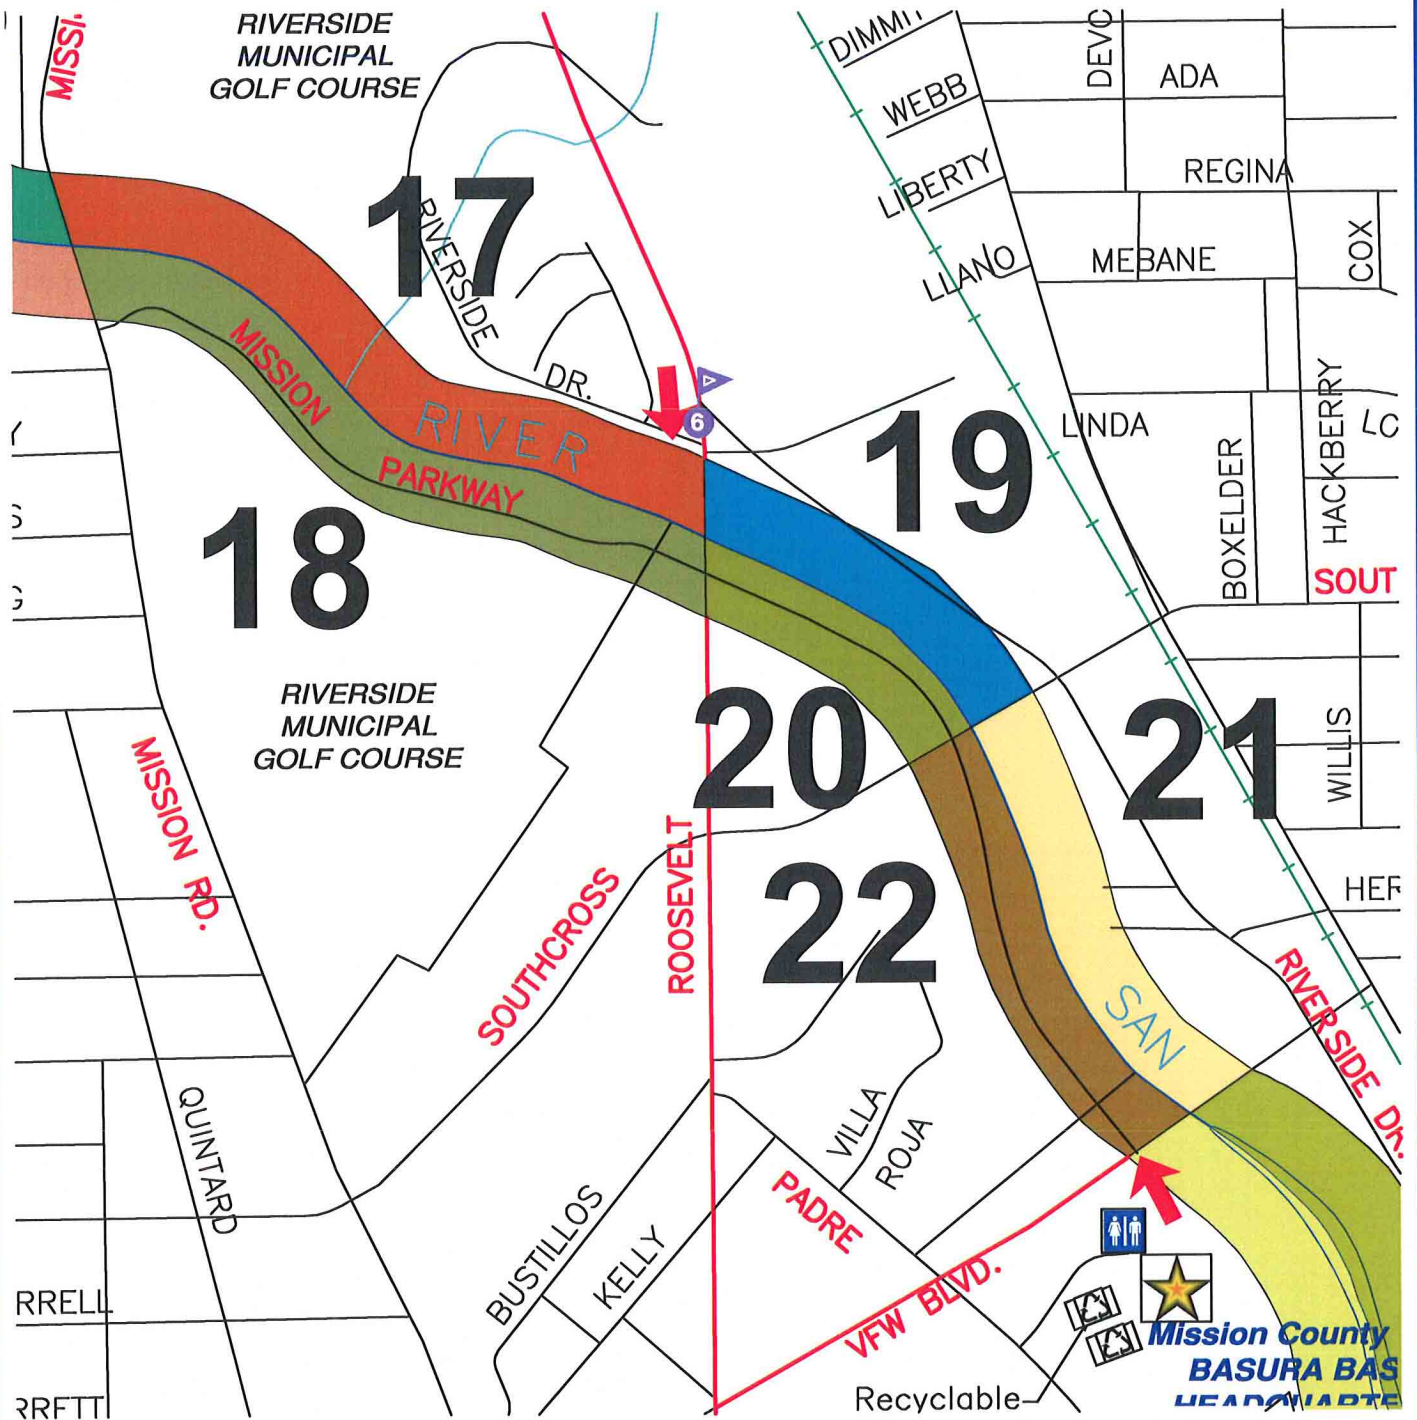 RIVERSIDE
MUNICIPAL
GOLF COURSE
MISSI
DIMMIT
WEBB
LIBERTY
LLANO
DEVO
ADA
REGINA
MEBANE
COX
17
RIVERSIDE
DR.
MISSION
PARKWAY
RIVER
6
19
LINDA
BOXELDER
HACKBERRY
LC
SOUT
18
RIVERSIDE
MUNICIPAL
GOLF COURSE
20
21
WILLIS
MISSION RD.
SOUTHCROSS
ROOSEVELT
22
HER
SAN
RIVERSIDE DR.
QUINTARD
VILLA
ROJA
PADRE
BUSTILLOS
KELLY
VFW BLVD.
RRELL
RRETT
Recyclable
Mission County
BASURA BAS
HEADQUARTE